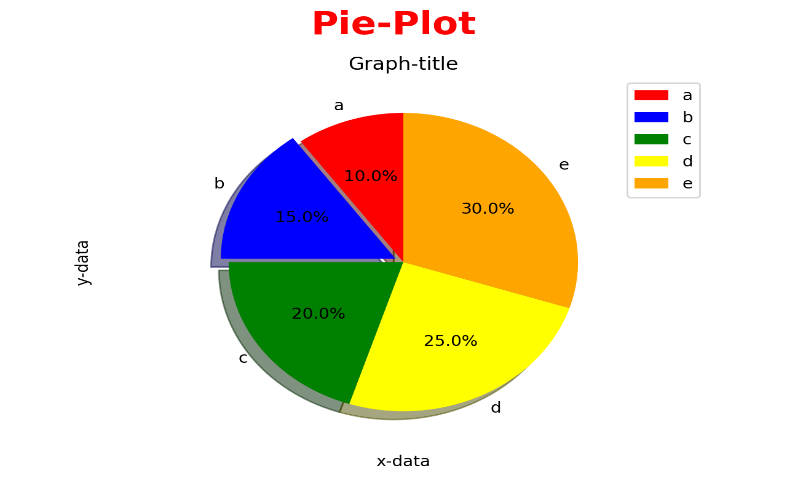 Pie-Plot
Graph-title
a
b
c
d
e
10.0%
15.0%
20.0%
25.0%
30.0%
y-data
x-data
a
b
c
d
e